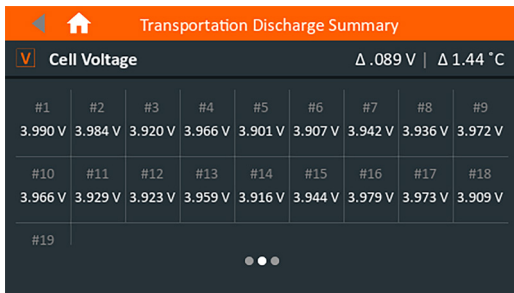 Transportation Discharge Summary
V Cell Voltage Δ .089 V | Δ 1.44 °C
#1 #2 #3 #4 #5 #6 #7 #8 #9
3.990 V 3.984 V 3.920 V 3.966 V 3.901 V 3.907 V 3.942 V 3.936 V 3.972 V
#10 #11 #12 #13 #14 #15 #16 #17 #18
3.966 V 3.929 V 3.923 V 3.959 V 3.916 V 3.944 V 3.979 V 3.973 V 3.909 V
#19